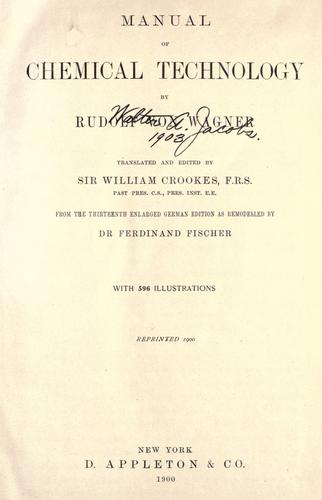 MANUAL
OF
CHEMICAL TECHNOLOGY
BY
RUDOLF VON WAGNER
Walter A. Jacobs.
1903
TRANSLATED AND EDITED BY
SIR WILLIAM CROOKES, F.R.S.
PAST PRES. C.S., PRES. INST. E.E.
FROM THE THIRTEENTH ENLARGED GERMAN EDITION AS REMODELLED BY
DR FERDINAND FISCHER
WITH 596 ILLUSTRATIONS
REPRINTED 1900
NEW YORK
D. APPLETON & CO.
1900